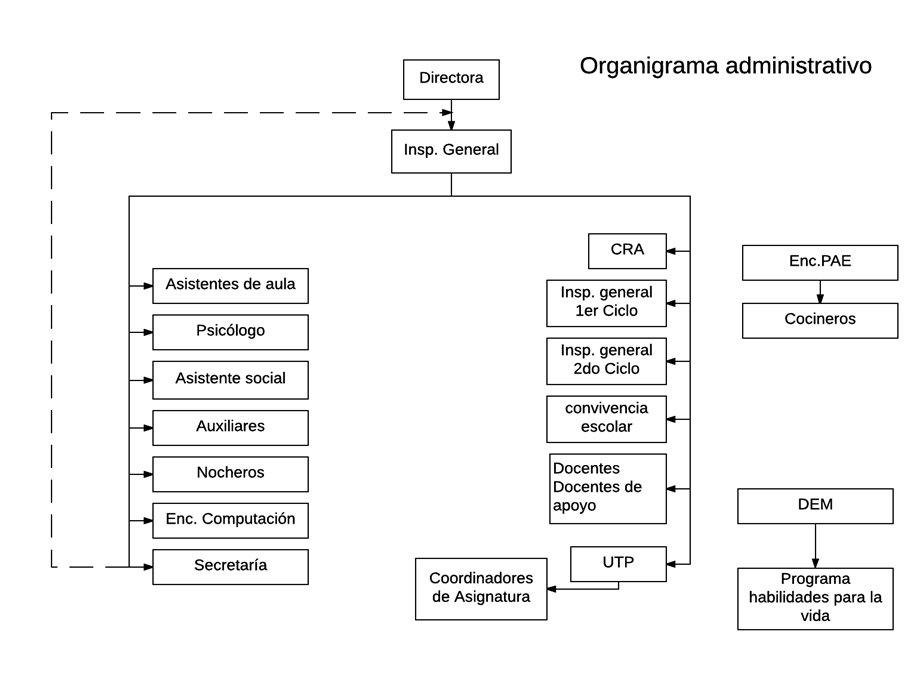 Organigrama administrativo
Directora
Insp. General
Asistentes de aula
Psicólogo
Asistente social
Auxiliares
Nocheros
Enc. Computación
Secretaría
CRA
Insp. general
1er Ciclo
Insp. general
2do Ciclo
convivencia
escolar
Docentes
Docentes de
apoyo
UTP
Coordinadores
de Asignatura
Enc.PAE
Cocineros
DEM
Programa
habilidades para la
vida